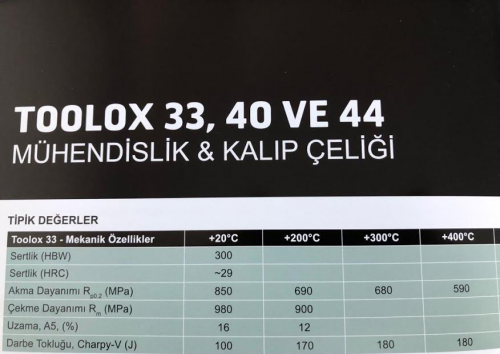 TOOLOX 33, 40 VE 44
MÜHENDİSLİK & KALIP ÇELİĞİ
TİPİK DEĞERLER
Toolox 33 - Mekanik Özellikler +20°C +200°C +300°C +400°C
Sertlik (HBW) 300
Sertlik (HRC) ~29
Akma Dayanımı Rp0.2 (MPa) 850 690 680 590
Çekme Dayanımı Rm (MPa) 980 900
Uzama, A5, (%) 16 12
Darbe Tokluğu, Charpy-V (J) 100 170 180 180